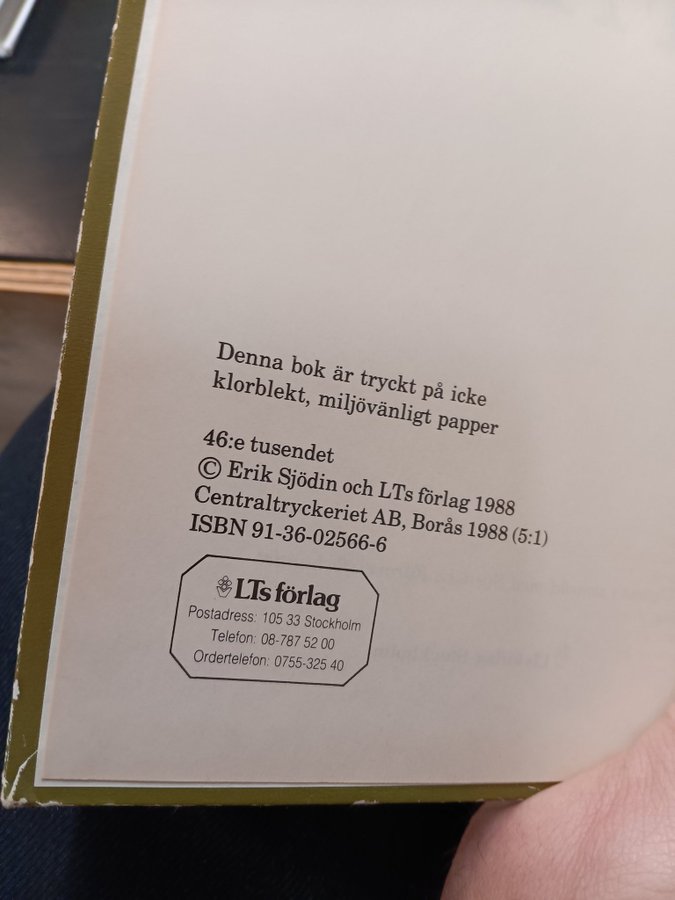 Denna bok är tryckt på icke
klorblekt, miljövänligt papper
46:e tusendet
© Erik Sjödin och LTs förlag 1988
Centraltryckeriet AB, Borås 1988 (5:1)
ISBN 91-36-02566-6
LTs förlag
Postadress: 105 33 Stockholm
Telefon: 08-787 52 00
Ordertelefon: 0755-325 40